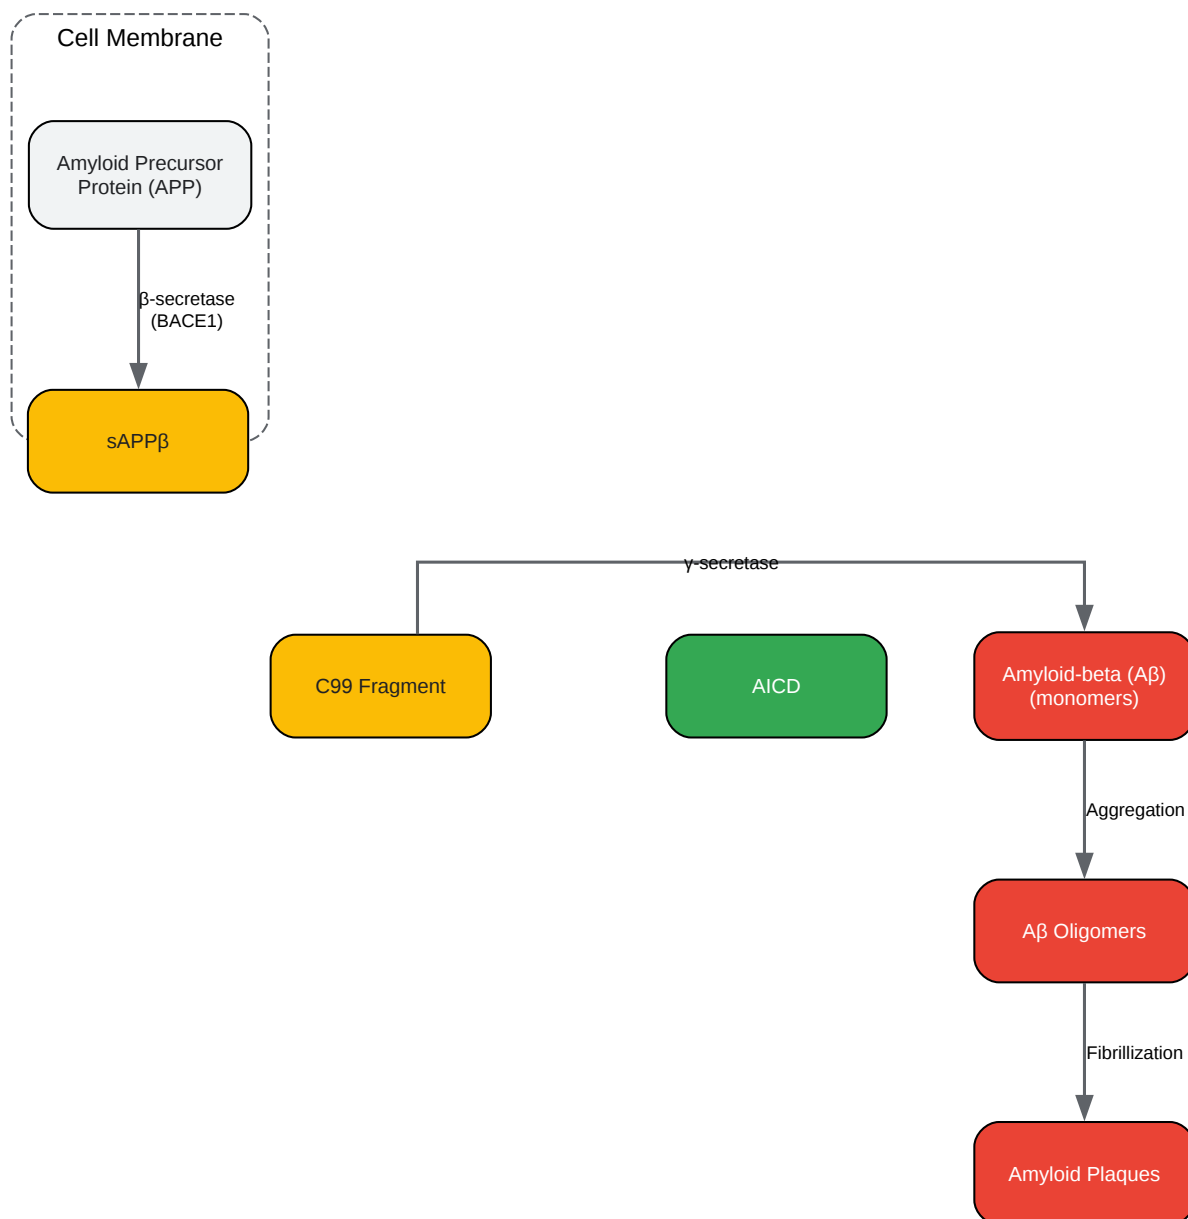 Cell Membrane
Amyloid Precursor
Protein (APP)
β-secretase
(BACE1)
sAPPβ
γ-secretase
C99 Fragment
AICD
Amyloid-beta (Aβ)
(monomers)
Aggregation
Aβ Oligomers
Fibrillization
Amyloid Plaques